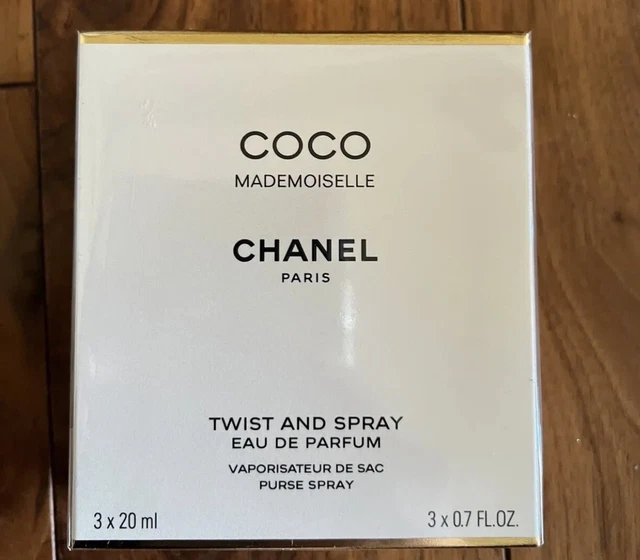 COCO
MADEMOISELLE
CHANEL
PARIS
TWIST AND SPRAY
EAU DE PARFUM
VAPORISATEUR DE SAC
PURSE SPRAY
3 x 20 ml
3 x 0.7 FL.OZ.